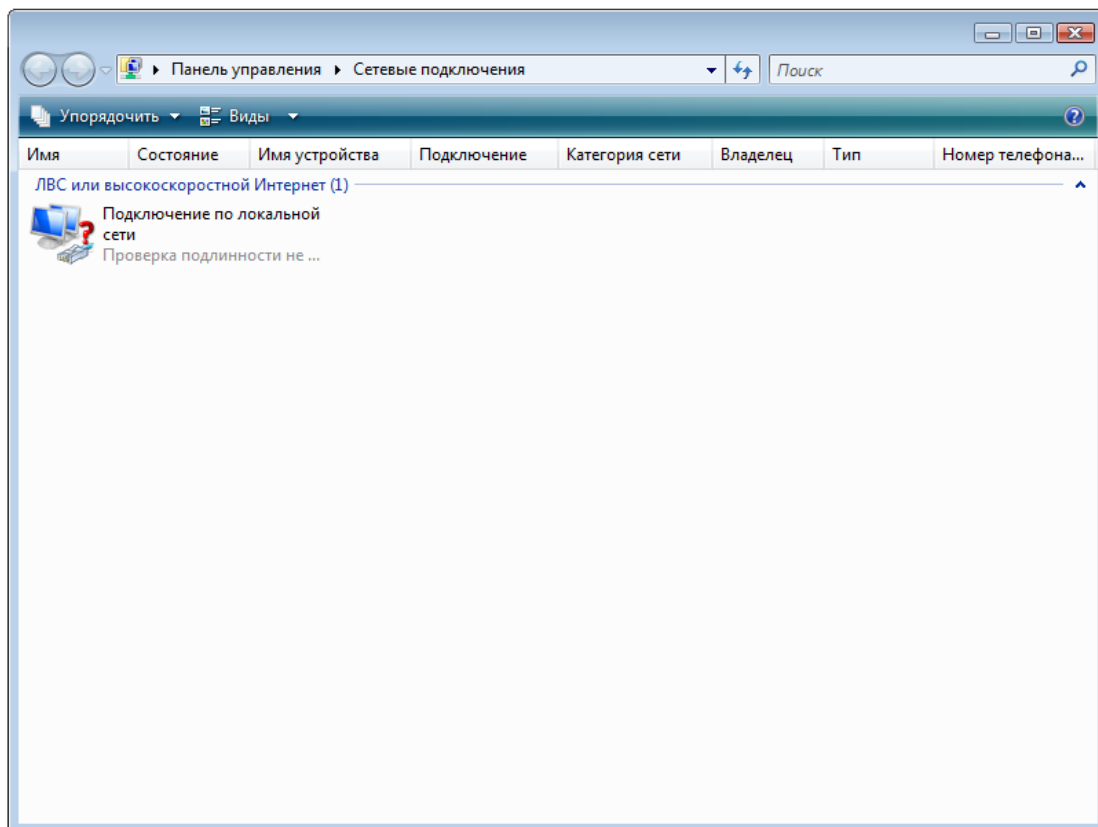 Панель управления Сетевые подключения
Поиск
Упорядочить Виды
Имя Состояние Имя устройства Подключение Категория сети Владелец Тип Номер телефона...
ЛВС или высокоскоростной Интернет (1)
Подключение по локальной
сети
Проверка подлинности не ...